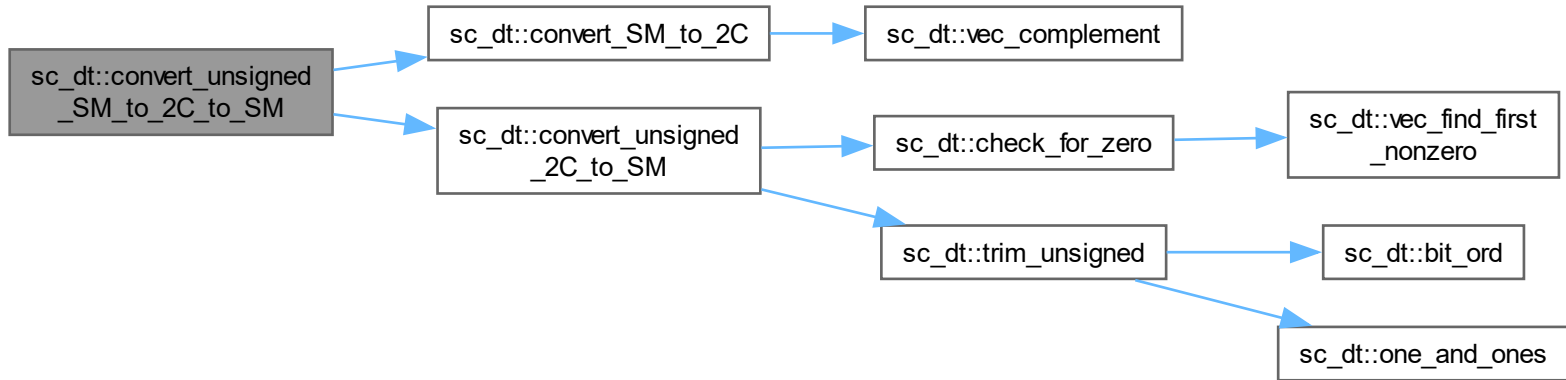 sc_dt::convert_unsigned
_SM_to_2C_to_SM
sc_dt::convert_SM_to_2C
sc_dt::vec_complement
sc_dt::convert_unsigned
_2C_to_SM
sc_dt::check_for_zero
sc_dt::vec_find_first
_nonzero
sc_dt::trim_unsigned
sc_dt::bit_ord
sc_dt::one_and_ones